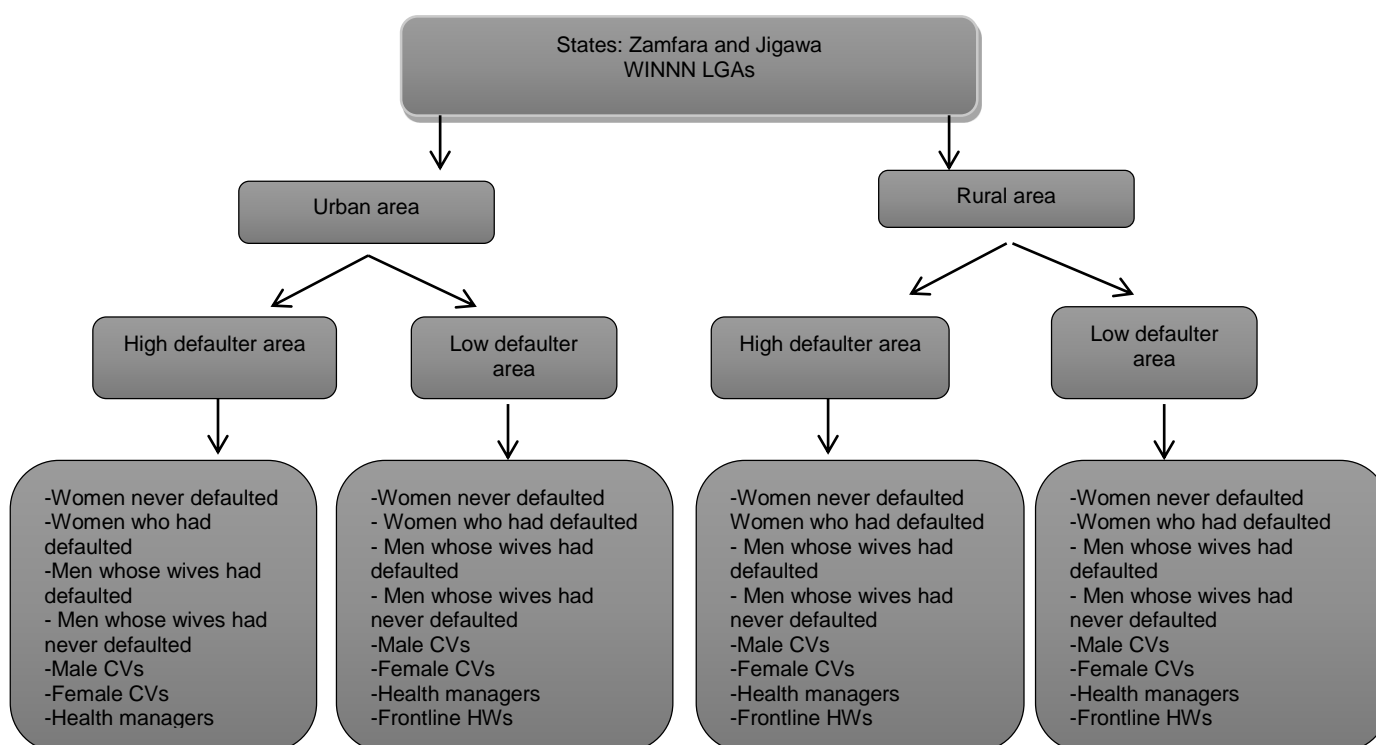 States: Zamfara and Jigawa
WINNN LGAs
Urban area
Rural area
High defaulter area
Low defaulter
area
High defaulter area
Low defaulter
area
-Women never defaulted
-Women who had
defaulted
-Men whose wives had
defaulted
- Men whose wives had
never defaulted
-Male CVs
-Female CVs
-Health managers
-Women never defaulted
- Women who had defaulted
- Men whose wives had
defaulted
- Men whose wives had
never defaulted
-Male CVs
-Female CVs
-Health managers
-Frontline HWs
-Women never defaulted
Women who had defaulted
- Men whose wives had
defaulted
- Men whose wives had
never defaulted
-Male CVs
-Female CVs
-Health managers
-Frontline HWs
-Women never defaulted
-Women who had defaulted
- Men whose wives had
defaulted
- Men whose wives had
never defaulted
-Male CVs
-Female CVs
-Health managers
-Frontline HWs